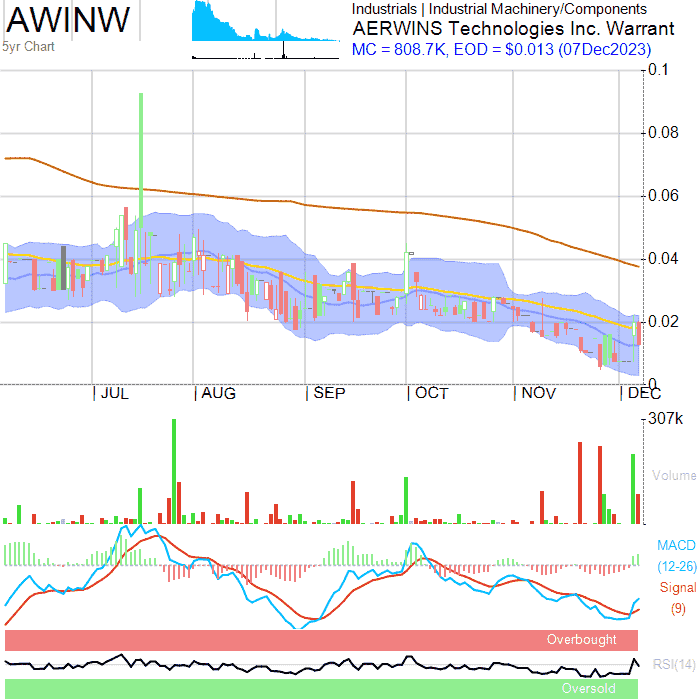 AWINW
5yr Chart
Industrials | Industrial Machinery/Components
AERWINS Technologies Inc. Warrant
MC = 808.7K, EOD = $0.013 (07Dec2023)
0.1
0.08
0.06
0.04
0.02
0
JUL
AUG
SEP
OCT
NOV
DEC
307k
Volume
MACD
(12-26)
Signal
(9)
Overbought
RSI(14)
Oversold